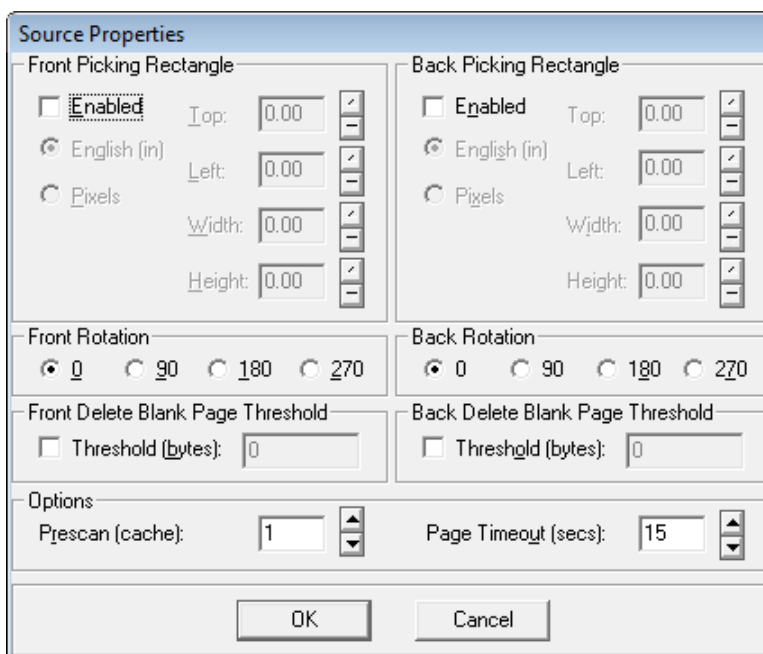 Source Properties
Front Picking Rectangle
Enabled
English (in)
Pixels
Top: 0.00
Left: 0.00
Width: 0.00
Height: 0.00
Back Picking Rectangle
Enabled
English (in)
Pixels
Top: 0.00
Left: 0.00
Width: 0.00
Height: 0.00
Front Rotation
0 90 180 270
Back Rotation
0 90 180 270
Front Delete Blank Page Threshold
Threshold (bytes): 0
Back Delete Blank Page Threshold
Threshold (bytes): 0
Options
Prescan (cache): 1 Page Timeout (secs): 15
OK Cancel